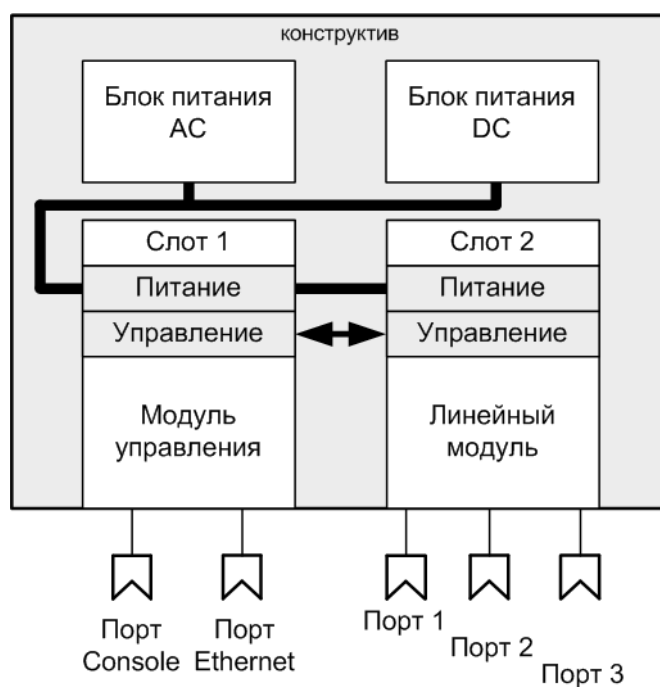 конструктив
Блок питания
AC
Блок питания
DC
Слот 1
Питание
Управление
Модуль
управления
Слот 2
Питание
Управление
Линейный
модуль
Порт
Console
Порт
Ethernet
Порт 1
Порт 2
Порт 3